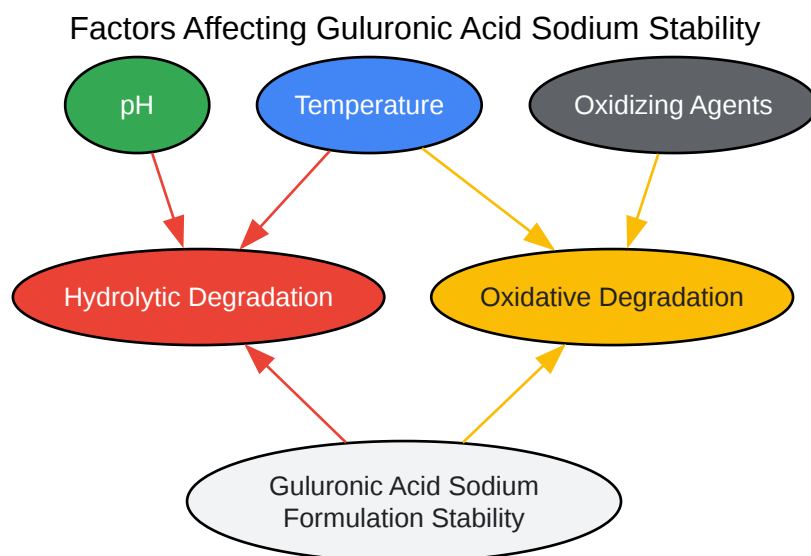 Factors Affecting Guluronic Acid Sodium Stability
pH
Temperature
Oxidizing Agents
Hydrolytic Degradation
Oxidative Degradation
Guluronic Acid Sodium
Formulation Stability